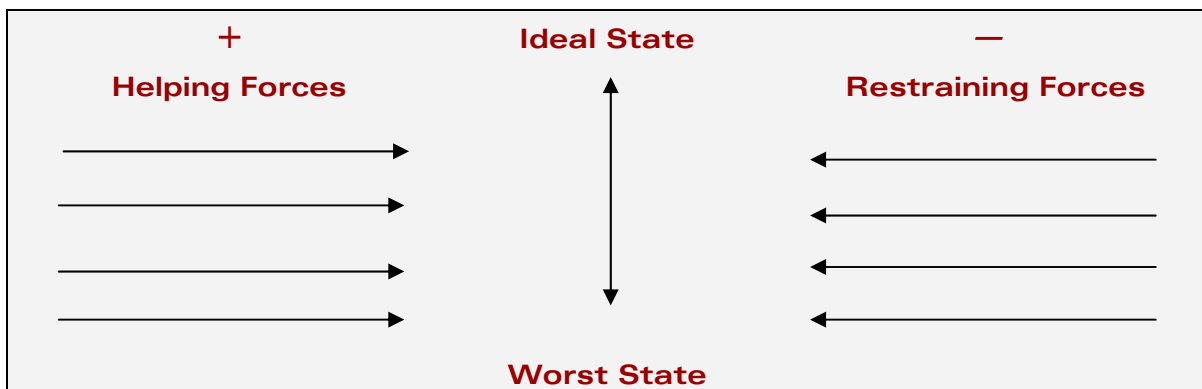 + Ideal State —
Helping Forces Restraining Forces
Worst State